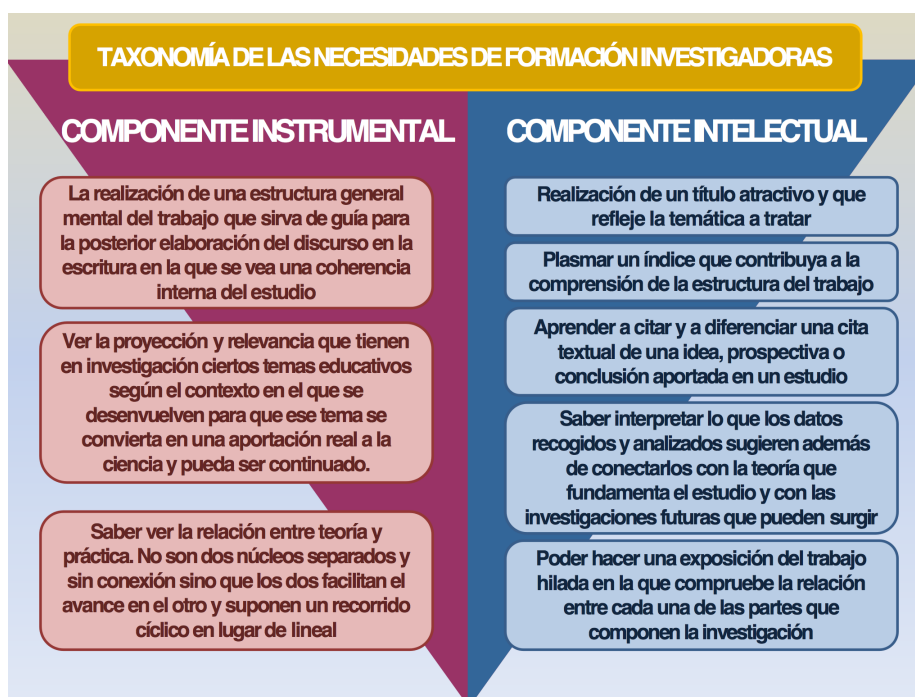 TAXONOMÍA DE LAS NECESIDADES DE FORMACIÓN INVESTIGADORAS
COMPONENTE INSTRUMENTAL
La realización de una estructura general
mental del trabajo que sirva de guía para
la posterior elaboración del discurso en la
escritura en la que se vea una coherencia
interna del estudio
Ver la proyección y relevancia que tienen
en investigación ciertos temas educativos
según el contexto en el que se
desenvuelven para que ese tema se
convierta en una aportación real a la
ciencia y pueda ser continuado.
Saber ver la relación entre teoría y
práctica. No son dos núcleos separados y
sin conexión sino que los dos facilitan el
avance en el otro y suponen un recorrido
cíclico en lugar de lineal
COMPONENTE INTELECTUAL
Realización de un título atractivo y que
refleje la temática a tratar
Plasmar un índice que contribuya a la
comprensión de la estructura del trabajo
Aprender a citar y a diferenciar una cita
textual de una idea, prospectiva o
conclusión aportada en un estudio
Saber interpretar lo que los datos
recogidos y analizados sugieren además
de conectarlos con la teoría que
fundamenta el estudio y con las
investigaciones futuras que pueden surgir
Poder hacer una exposición del trabajo
hilada en la que compruebe la relación
entre cada una de las partes que
componen la investigación